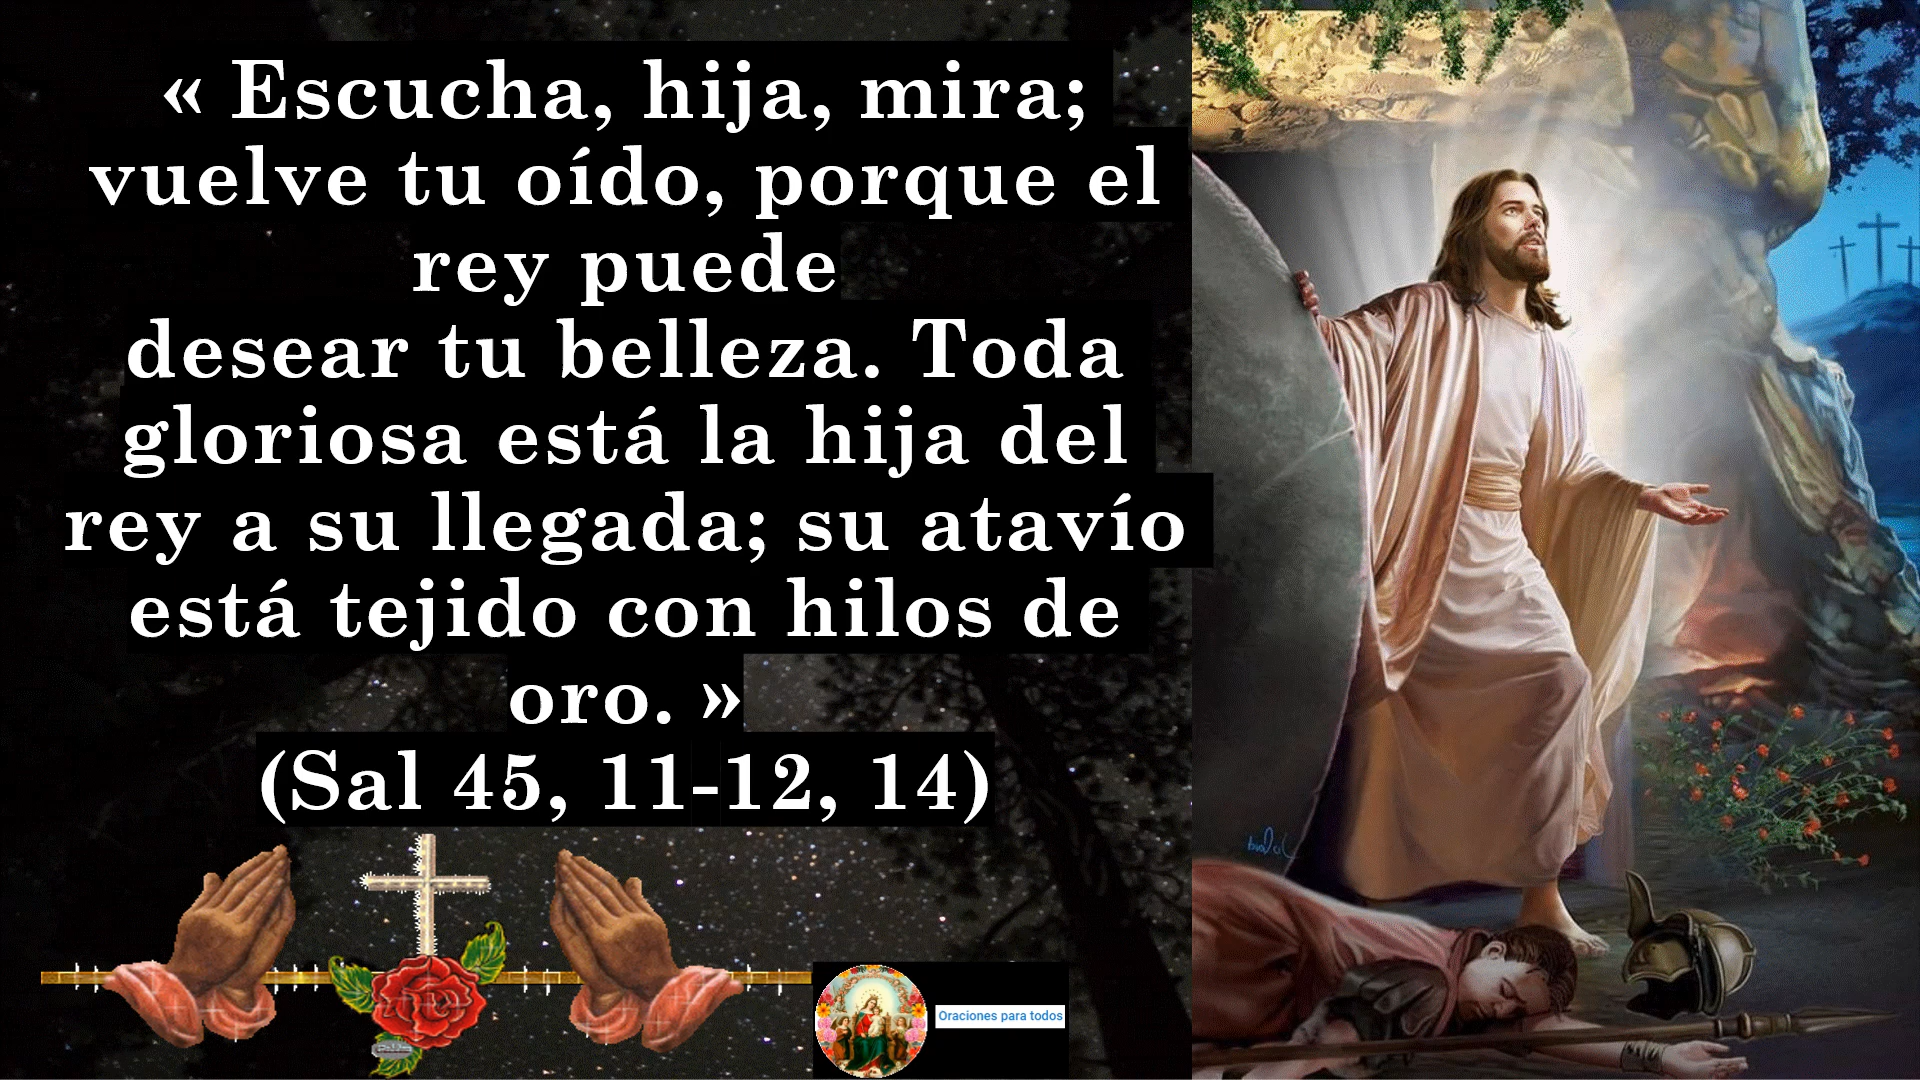 « Escucha, hija, mira;
vuelve tu oído, porque el
rey puede
desear tu belleza. Toda
gloriosa está la hija del
rey a su llegada; su atavío
está tejido con hilos de
oro. »
(Sal 45, 11-12, 14)
Oraciones para todos